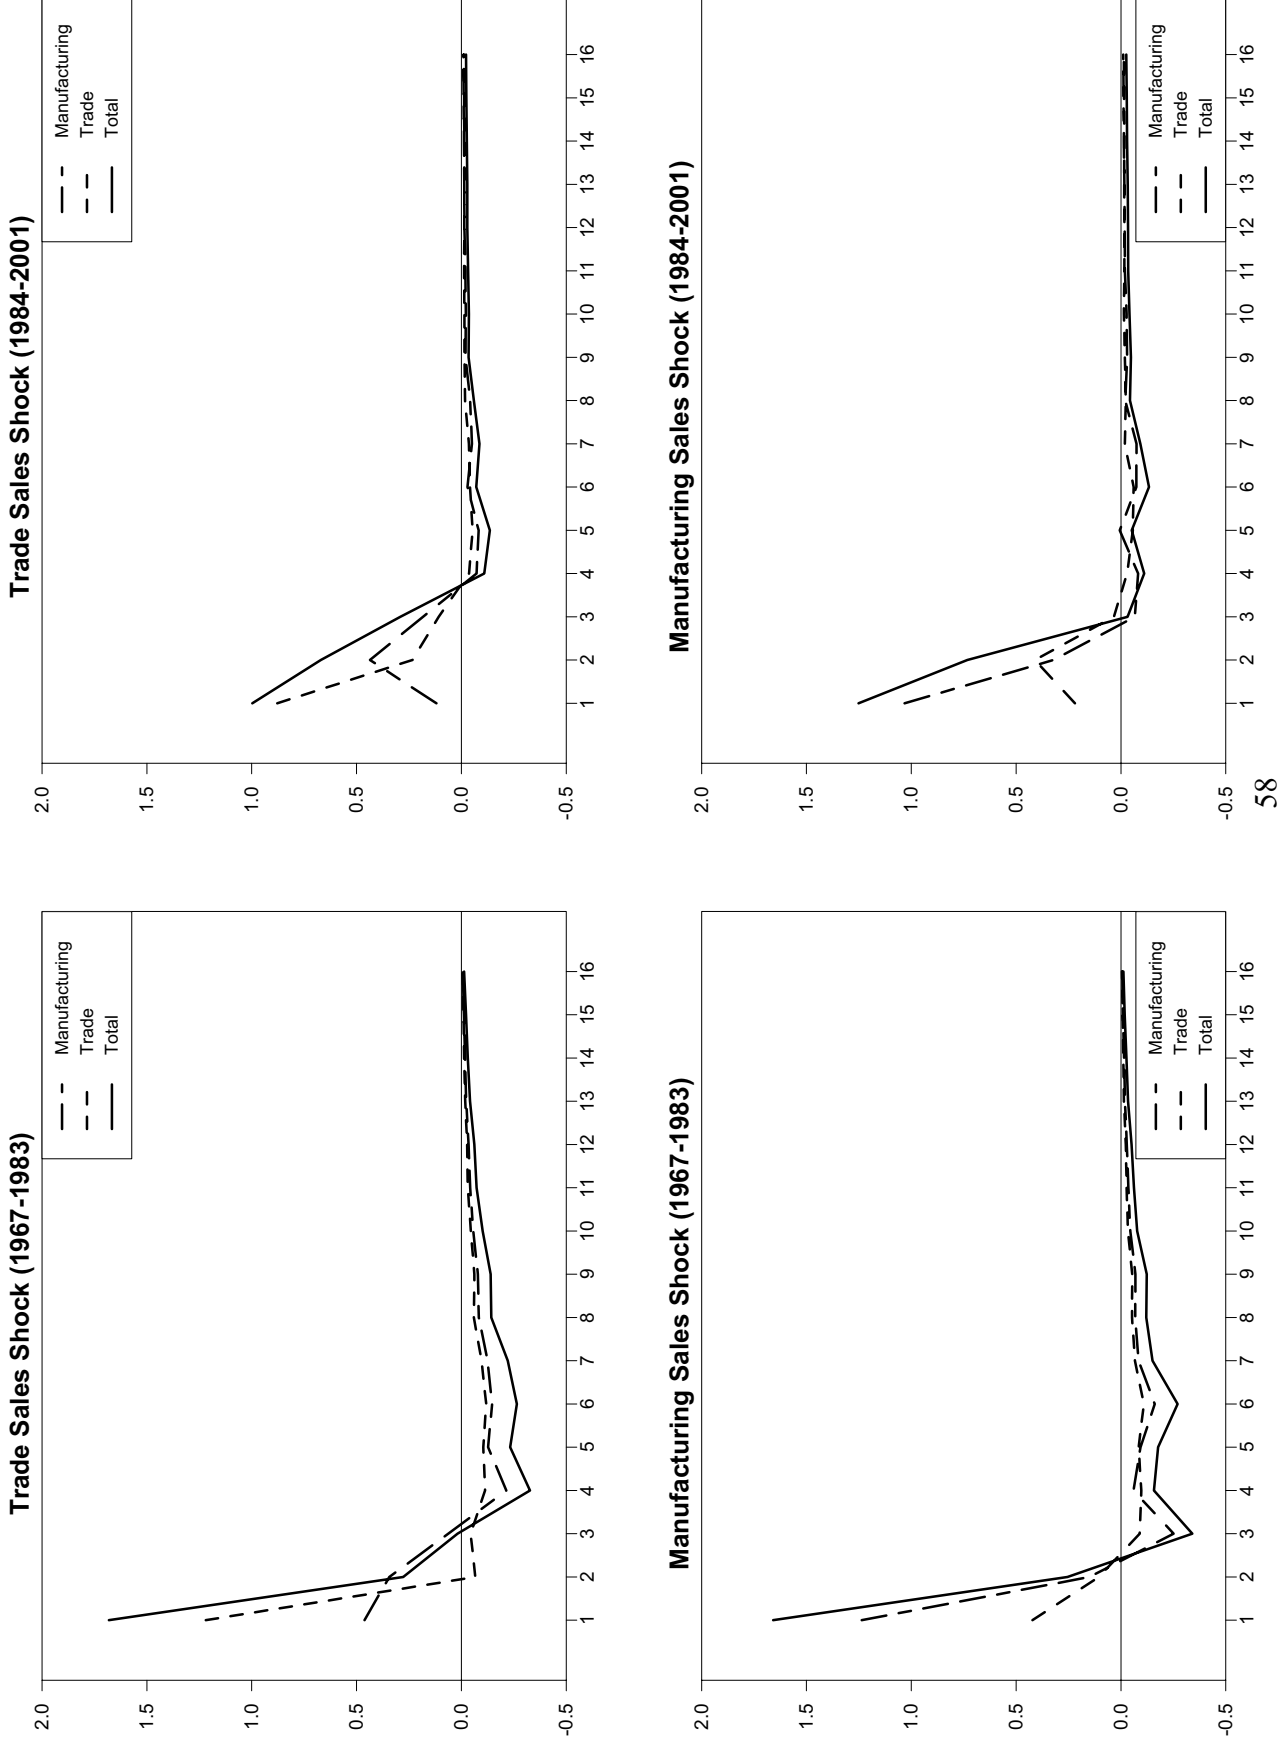 Trade Sales Shock (1967-1983)
2.0
1.5
1.0
0.5
0.0
-0.5
Manufacturing
Trade
Total
1 2 3 4 5 6 7 8 9 10 11 12 13 14 15 16
Trade Sales Shock (1984-2001)
2.0
1.5
1.0
0.5
0.0
-0.5
Manufacturing
Trade
Total
1 2 3 4 5 6 7 8 9 10 11 12 13 14 15 16
Manufacturing Sales Shock (1967-1983)
2.0
1.5
1.0
0.5
0.0
-0.5
Manufacturing
Trade
Total
1 2 3 4 5 6 7 8 9 10 11 12 13 14 15 16
Manufacturing Sales Shock (1984-2001)
2.0
1.5
1.0
0.5
0.0
-0.5
Manufacturing
Trade
Total
1 2 3 4 5 6 7 8 9 10 11 12 13 14 15 16
58